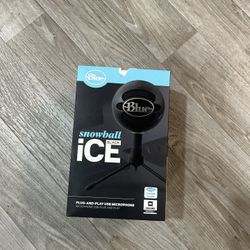 Blue
Blue
snowball
iCE
BLACK
PLUG-AND-PLAY USB MICROPHONE